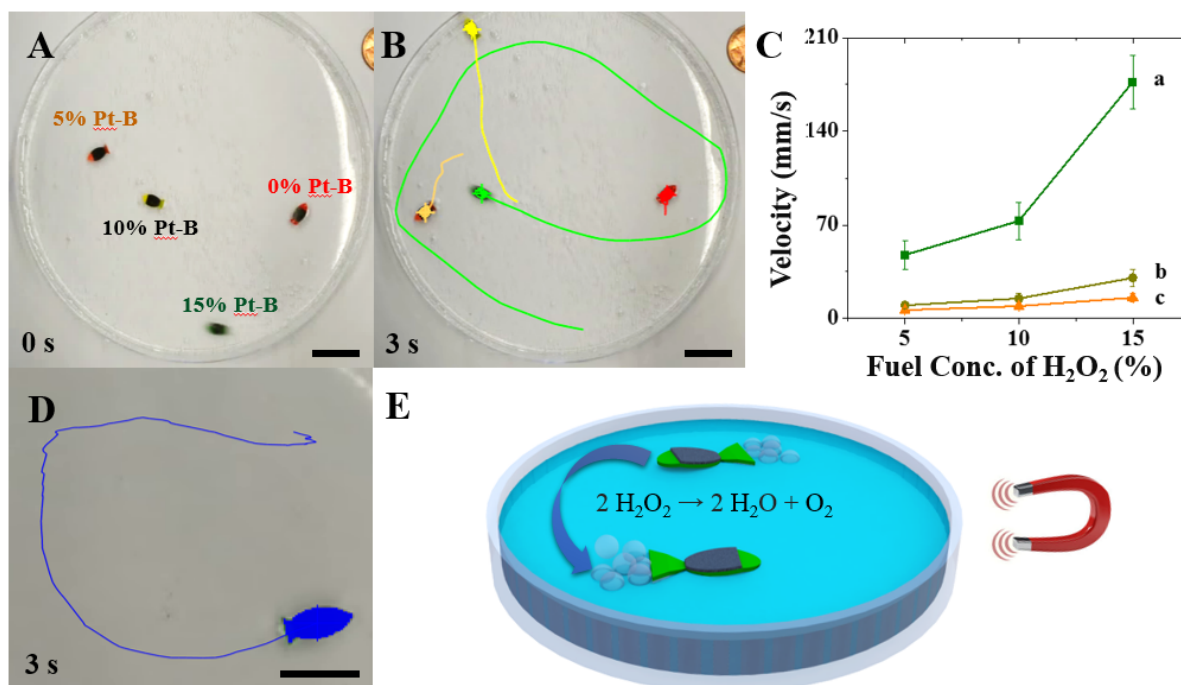 A
5% Pt-B
0% Pt-B
10% Pt-B
15% Pt-B
0 s
B
3 s
C
210
140
70
0
Velocity (mm/s)
a
b
c
5
10
15
Fuel Conc. of H₂O₂ (%)
D
3 s
E
2 H₂O₂ → 2 H₂O + O₂